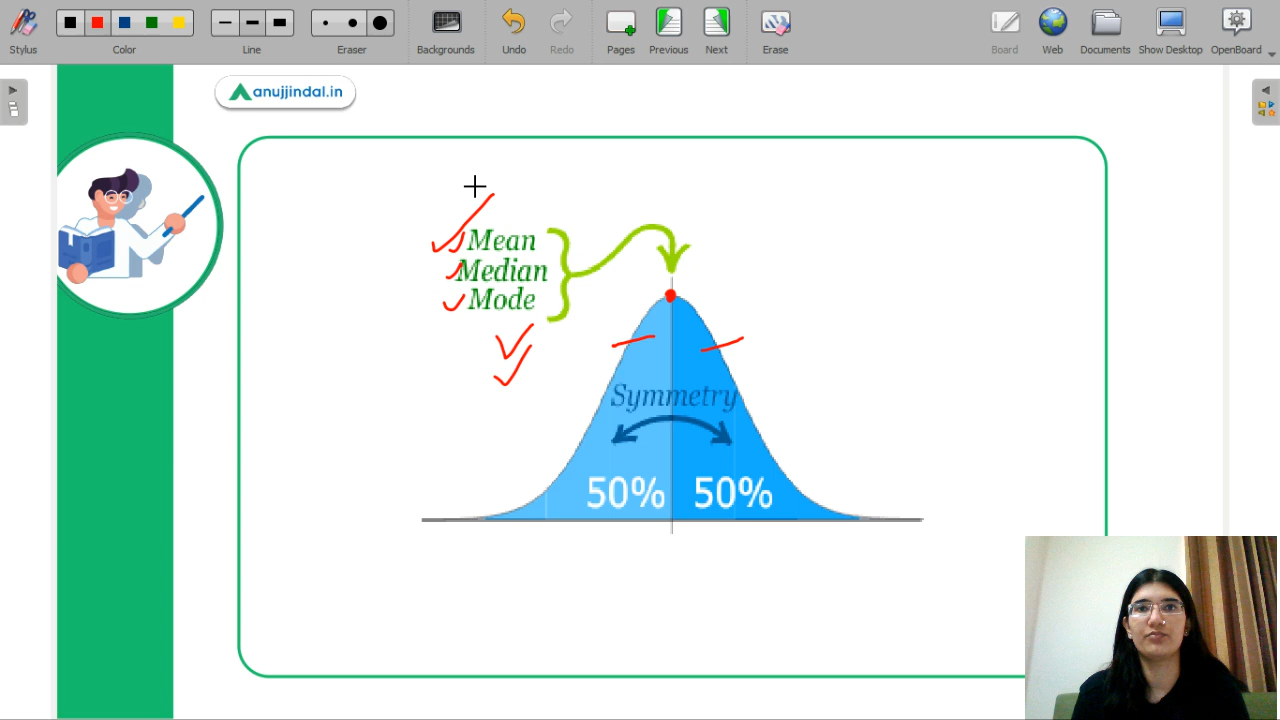 Stylus
Color
Line
Eraser
Backgrounds
Undo
Redo
Pages
Previous
Next
Erase
Board
Web
Documents
Show Desktop
OpenBoard
anujjindal.in
Mean
Median
Mode
Symmetry
50% 50%